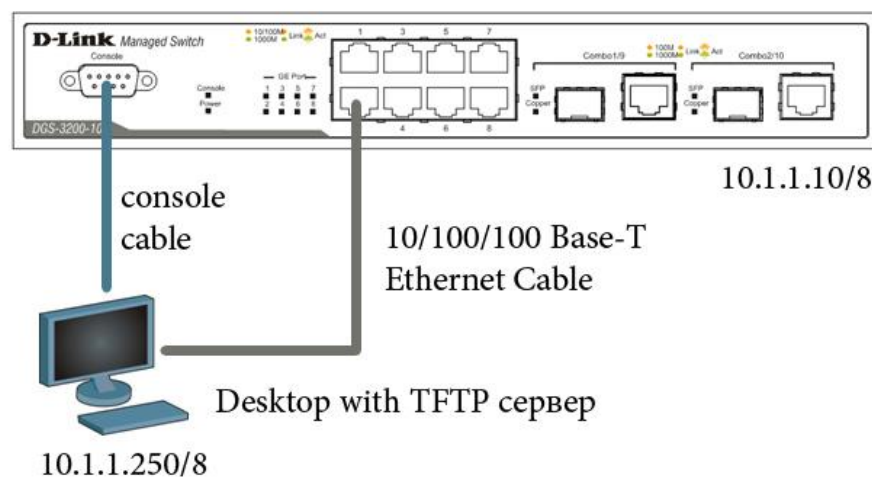 D-Link Managed Switch
Console
10/100M
1000M
Link
Act
1 3 5 7
Console
Power
GE Port
1 3 5 7
2 4 6 8
4 6 8
100M
1000M
Link
Act
Combo1/9
Combo2/10
SFP
Copper
SFP
Copper
DGS-3200-10
10.1.1.10/8
console
cable
10/100/100 Base-T
Ethernet Cable
Desktop with TFTP сервер
10.1.1.250/8